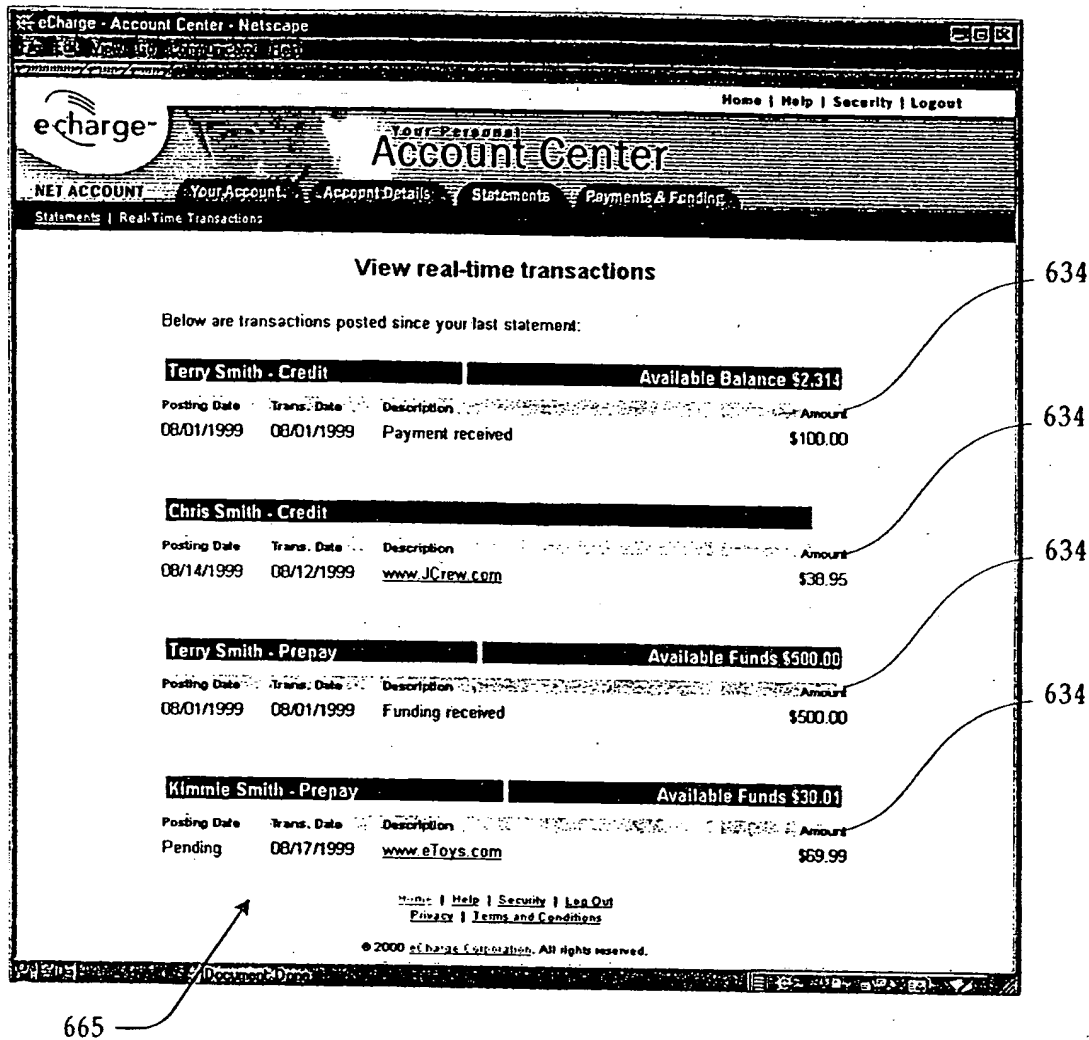 eCharge - Account Center - Netscape
Home | Help | Security | Logout
echarge™
Your Personal
Account Center
NET ACCOUNT Your Account Account Details Statements Payments & Funding
Statements | Real-Time Transactions
View real-time transactions
634
Below are transactions posted since your last statement:
Terry Smith - Credit Available Balance $2,314
Posting Date Trans. Date Description Amount
08/01/1999 08/01/1999 Payment received $100.00
634
Chris Smith - Credit
Posting Date Trans. Date Description Amount
08/14/1999 08/12/1999 www.JCrew.com $38.95
634
Terry Smith - Prepay Available Funds $500.00
Posting Date Trans. Date Description Amount
08/01/1999 08/01/1999 Funding received $500.00
634
Kimmie Smith - Prepay Available Funds $30.01
Posting Date Trans. Date Description Amount
Pending 08/17/1999 www.eToys.com $69.99
Home | Help | Security | Log Out
Privacy | Terms and Conditions
© 2000 eCharge Corporation. All rights reserved.
Document: Done
665